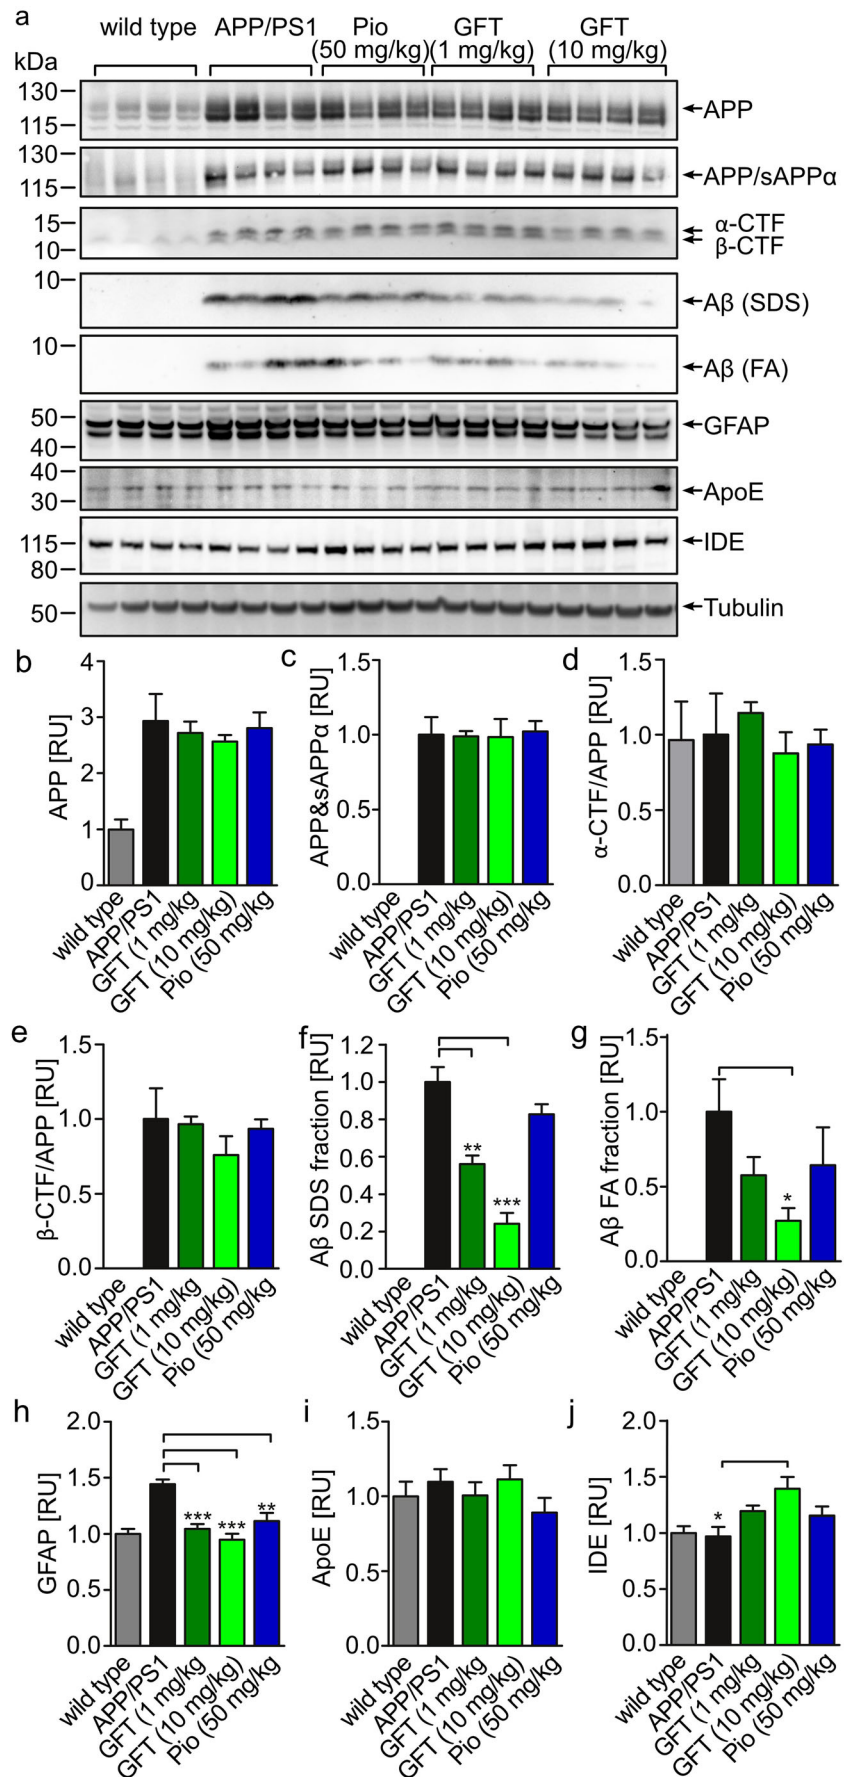 a
wild type APP/PS1 Pio GFT GFT
(50 mg/kg) (1 mg/kg) (10 mg/kg)
kDa
130
115
APP
130
115
APP/sAPPα
15
10
α-CTF
β-CTF
10
Aβ (SDS)
10
Aβ (FA)
50
40
GFAP
40
30
ApoE
115
80
IDE
50
Tubulin
b
APP [RU]
4
3
2
1
0
wild type
APP/PS1
GFT (1 mg/kg
GFT (10 mg/kg)
Pio (50 mg/kg
c
APP&sAPPα [RU]
1.5
1.0
0.5
0.0
wild type
APP/PS1
GFT (1 mg/kg
GFT (10 mg/kg)
Pio (50 mg/kg
d
α-CTF/APP [RU]
1.5
1.0
0.5
0.0
wild type
APP/PS1
GFT (1 mg/kg
GFT (10 mg/kg)
Pio (50 mg/kg
e
β-CTF/APP [RU]
1.5
1.0
0.5
0.0
wild type
APP/PS1
GFT (1 mg/kg
GFT (10 mg/kg)
Pio (50 mg/kg
f
Aβ SDS fraction [RU]
1.2
1.0
0.8
0.6
0.4
0.2
0.0
**
***
wild type
APP/PS1
GFT (1 mg/kg
GFT (10 mg/kg)
Pio (50 mg/kg
g
Aβ FA fraction [RU]
1.5
1.0
0.5
0.0
*
wild type
APP/PS1
GFT (1 mg/kg
GFT (10 mg/kg)
Pio (50 mg/kg
h
GFAP [RU]
2.0
1.5
1.0
0.5
0.0
***
***
**
wild type
APP/PS1
GFT (1 mg/kg
GFT (10 mg/kg)
Pio (50 mg/kg
i
ApoE [RU]
1.5
1.0
0.5
0.0
wild type
APP/PS1
GFT (1 mg/kg
GFT (10 mg/kg)
Pio (50 mg/kg
j
IDE [RU]
2.0
1.5
1.0
0.5
0.0
*
wild type
APP/PS1
GFT (1 mg/kg
GFT (10 mg/kg)
Pio (50 mg/kg